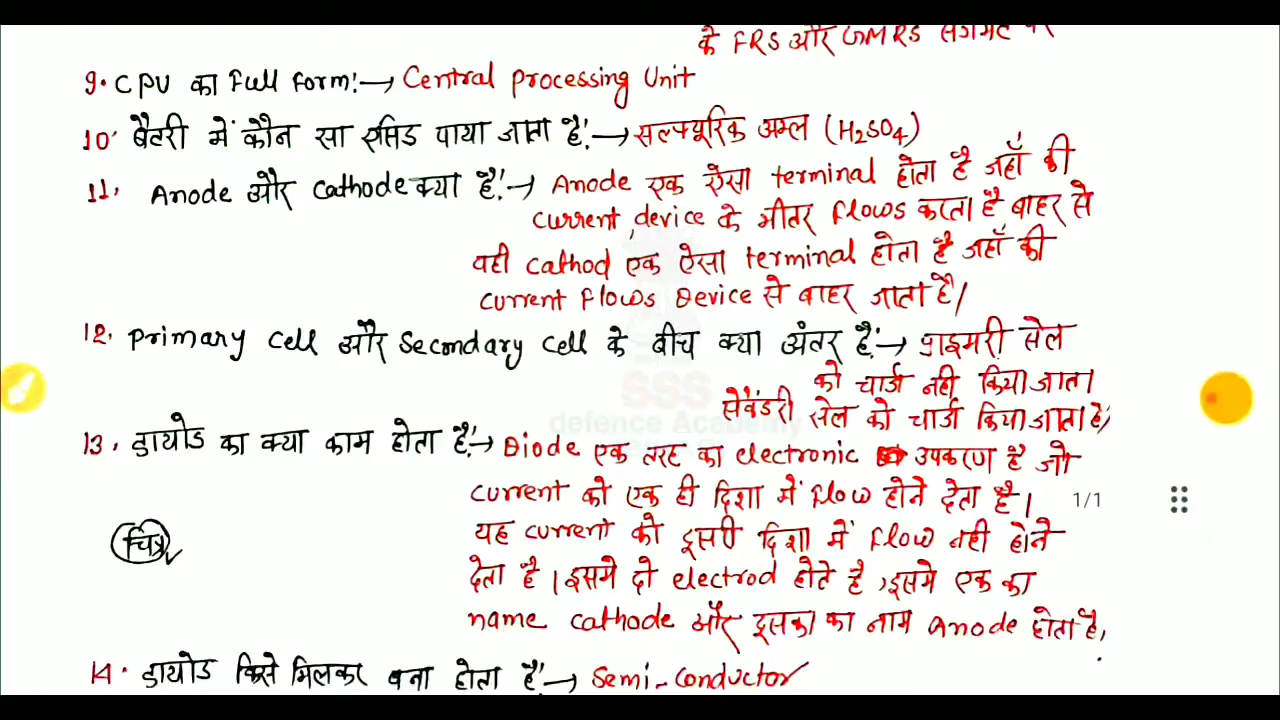 के FRS और GMRS
9. CPU का Full Form:→ Central Processing Unit
10. बैटरी में कौन सा एसिड पाया जाता है:→ सल्फ्यूरिक अम्ल (H2SO4)
11. Anode और Cathode क्या है:→ Anode एक ऐसा terminal होता है जहाँ की
current, device के भीतर flows करता है बाहर से
वही Cathod एक ऐसा terminal होता है जहाँ की
current flows Device से बाहर जाता है।
12. Primary Cell और Secondary Cell के बीच क्या अंतर है:→ प्राइमरी सेल
को चार्ज नही किया जाता
सेकेंडरी सेल को चार्ज किया जाता है,
SSS
defence Academy
13. डायोड का क्या काम होता है:→ Diode एक तरह का electronic उपकरण है जो
current को एक ही दिशा में flow होने देता है।
1/1
यह current को दूसरी दिशा में flow नही होने
चित्र
देता है। इसमे दो electrod होते है, इसमे एक का
name cathode और दूसका का नाम Anode होता है,
14. डायोड किसे मिलकर बना होता है:→ Semi-Conductor